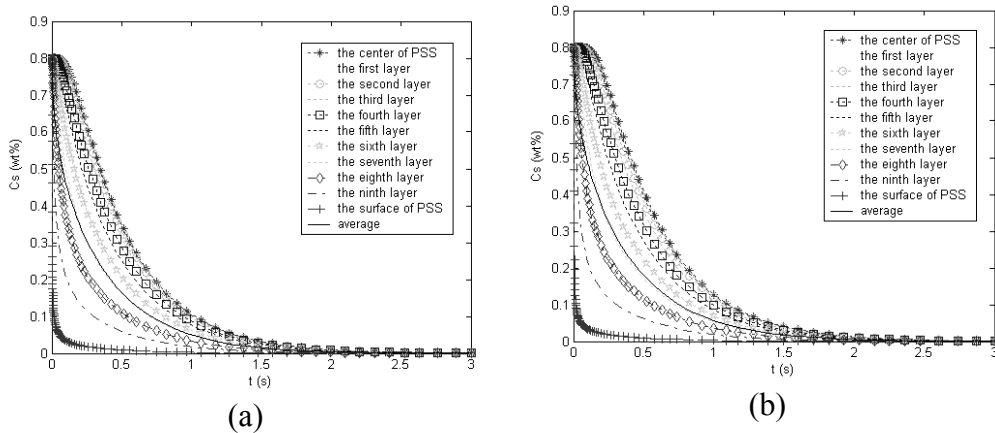 0.9
0.8
0.7
0.6
0.5
0.4
0.3
0.2
0.1
0
Cs (wt%)
0 0.5 1 1.5 2 2.5 3
t (s)
the center of PSS
the first layer
the second layer
the third layer
the fourth layer
the fifth layer
the sixth layer
the seventh layer
the eighth layer
the ninth layer
the surface of PSS
average
(a)
0.9
0.8
0.7
0.6
0.5
0.4
0.3
0.2
0.1
0
Cs (wt%)
0 0.5 1 1.5 2 2.5 3
t (s)
the center of PSS
the first layer
the second layer
the third layer
the fourth layer
the fifth layer
the sixth layer
the seventh layer
the eighth layer
the ninth layer
the surface of PSS
average
(b)